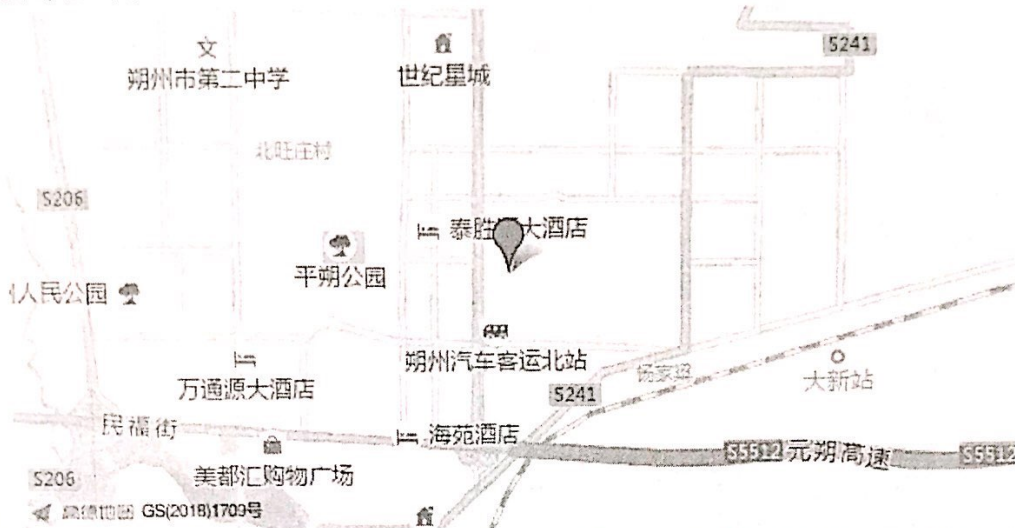 S241
朔州市第二中学
世纪星城
北旺庄村
S206
泰胜 大酒店
平朔公园
人民公园
朔州汽车客运北站
大新站
万通源大酒店
S241
民福街
海苑酒店
S5512 元朔高速 S5512
美都汇购物广场
S206
高德地图 GS(2018)1709号